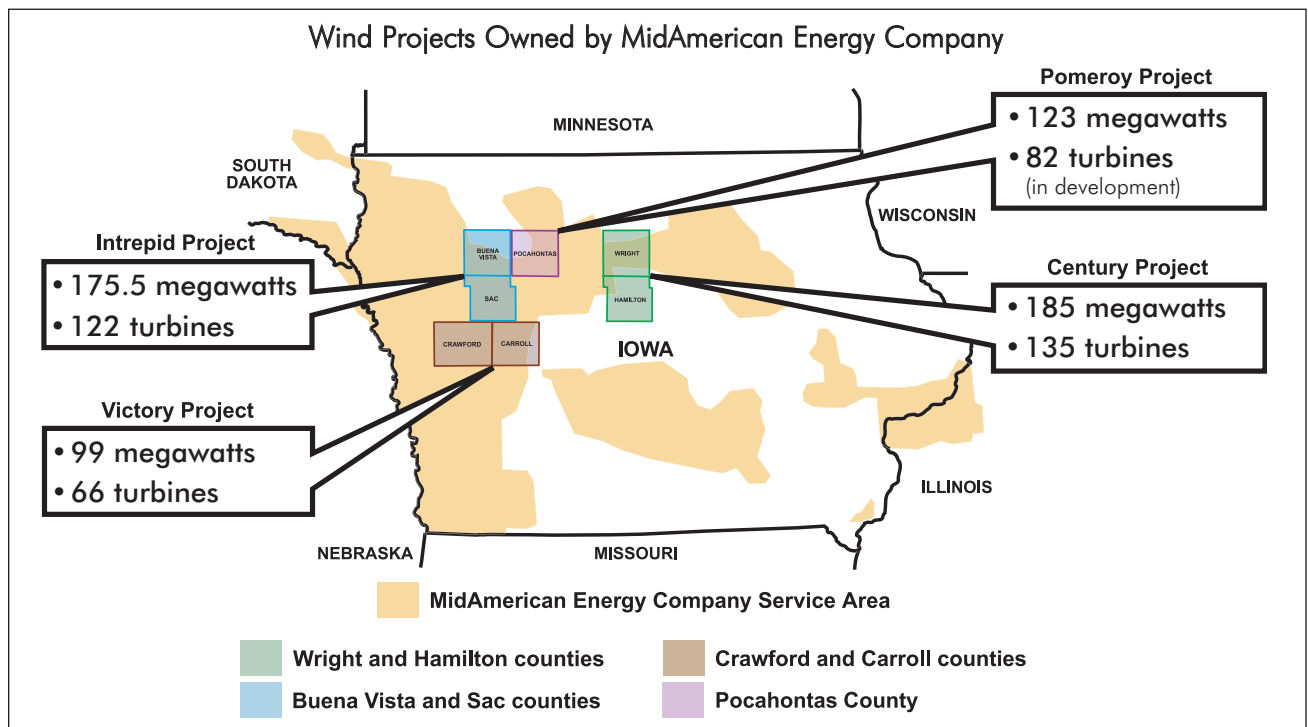 Wind Projects Owned by MidAmerican Energy Company
Pomeroy Project
• 123 megawatts
• 82 turbines
(in development)
MINNESOTA
SOUTH
DAKOTA
WISCONSIN
Intrepid Project
• 175.5 megawatts
• 122 turbines
BUENA
VISTA
POCAHONTAS
WRIGHT
SAC
HAMILTON
Century Project
• 185 megawatts
• 135 turbines
CRAWFORD
CARROLL
IOWA
Victory Project
• 99 megawatts
• 66 turbines
ILLINOIS
NEBRASKA
MISSOURI
MidAmerican Energy Company Service Area
Wright and Hamilton counties
Crawford and Carroll counties
Buena Vista and Sac counties
Pocahontas County